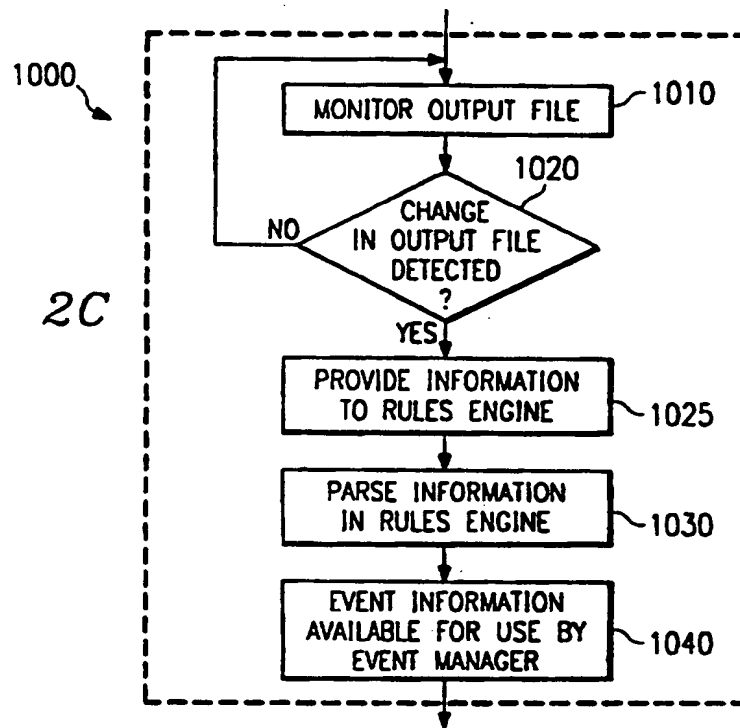 1000
MONITOR OUTPUT FILE
1010
1020
CHANGE
IN OUTPUT FILE
DETECTED
?
NO
2C
YES
PROVIDE INFORMATION
TO RULES ENGINE
1025
PARSE INFORMATION
IN RULES ENGINE
1030
EVENT INFORMATION
AVAILABLE FOR USE BY
EVENT MANAGER
1040